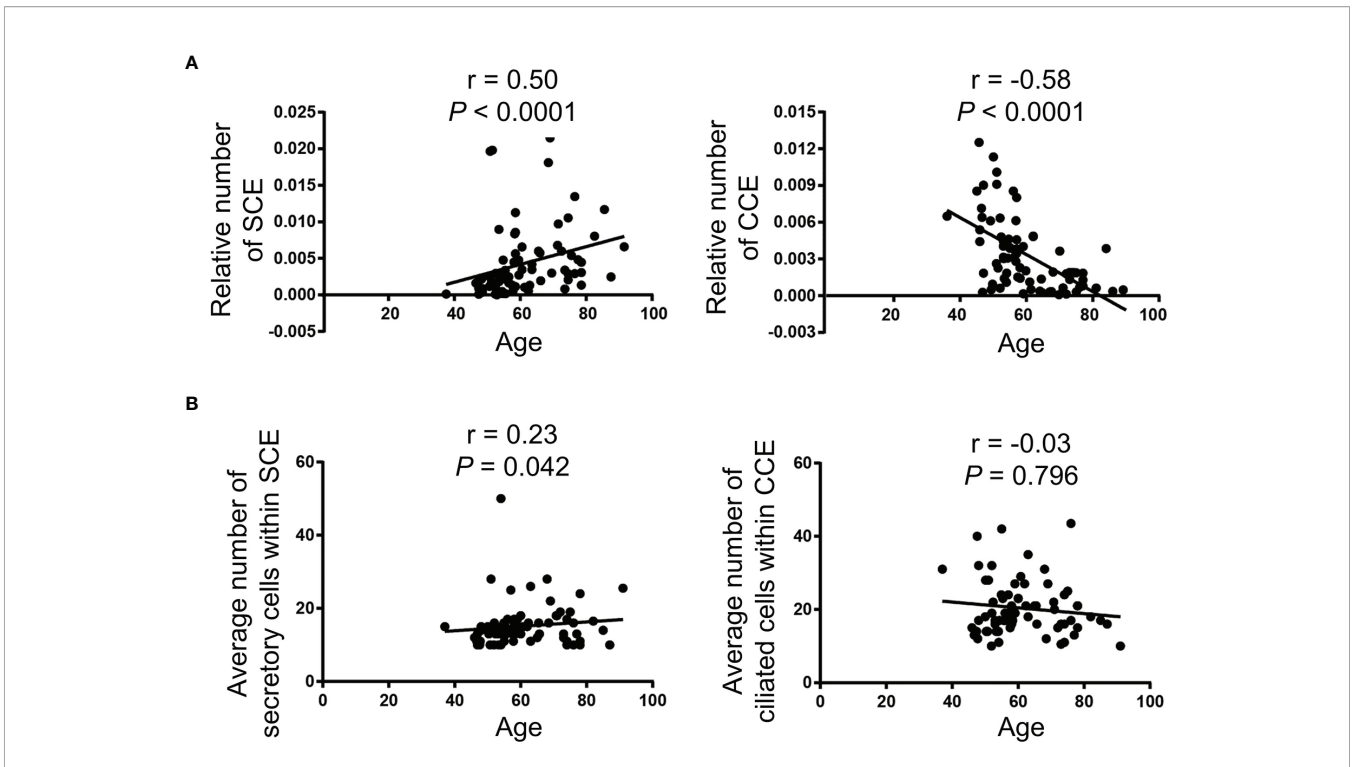 A
r = 0.50
P < 0.0001
Relative number
of SCE
0.025
0.020
0.015
0.010
0.005
0.000
-0.005
20
40
60
80
100
Age
r = -0.58
P < 0.0001
Relative number
of CCE
0.015
0.012
0.009
0.006
0.003
0.000
-0.003
20
40
60
80
100
Age
B
r = 0.23
P = 0.042
Average number of
secretory cells within SCE
60
40
20
0
0
20
40
60
80
100
Age
r = -0.03
P = 0.796
Average number of
ciliated cells within CCE
60
40
20
0
0
20
40
60
80
100
Age